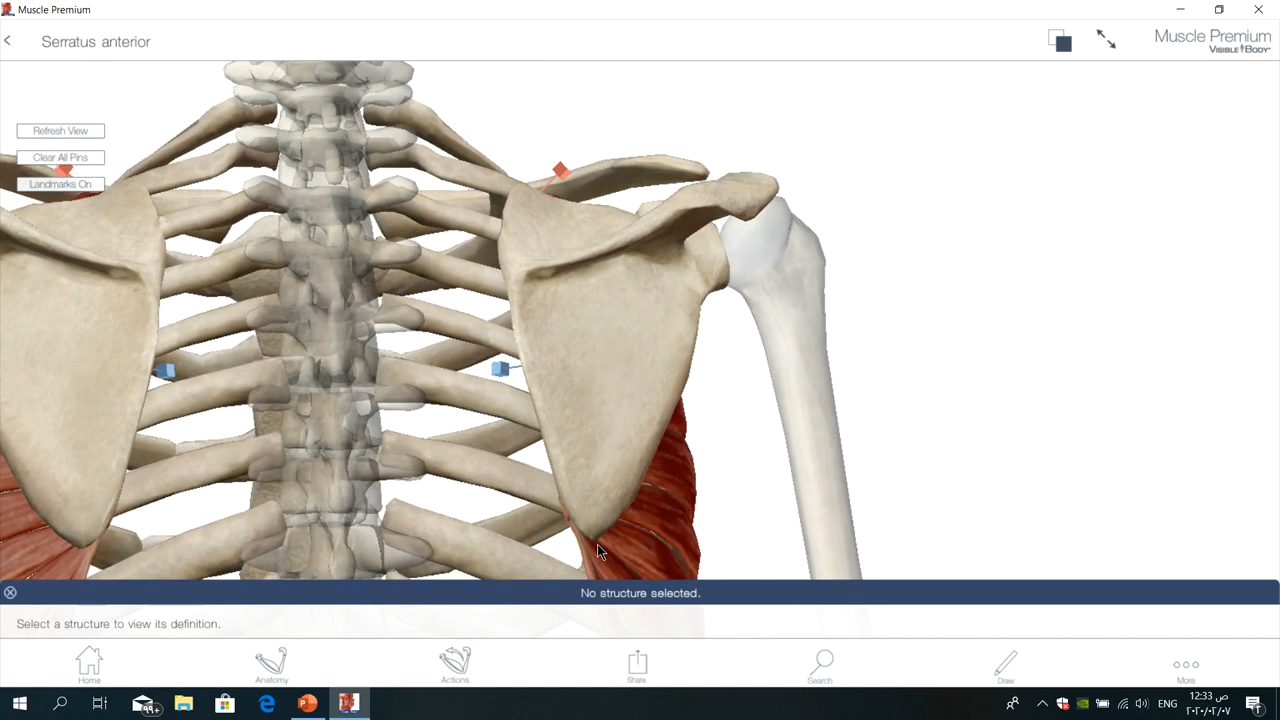 Muscle Premium
Serratus anterior
Muscle Premium
VISIBLE BODY
Refresh View
Clear All Pins
Landmarks On
No structure selected.
Select a structure to view its definition.
Home
Anatomy
Actions
Share
Search
Draw
More
99+
ENG
12:33 ص